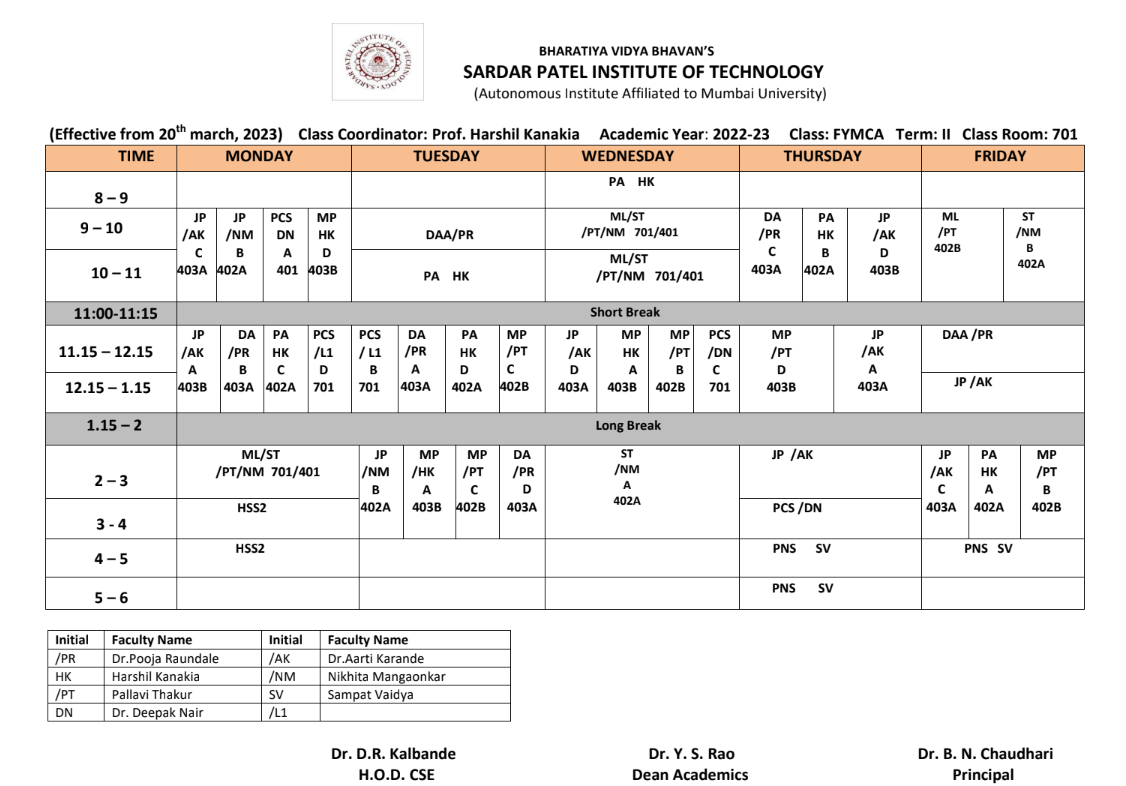 SARDAR PATEL INSTITUTE OF TECHNOLOGY
BHARATIYA VIDYA BHAVAN’S
SARDAR PATEL INSTITUTE OF TECHNOLOGY
(Autonomous Institute Affiliated to Mumbai University)
(Effective from 20th march, 2023) Class Coordinator: Prof. Harshil Kanakia Academic Year: 2022-23 Class: FYMCA Term: II Class Room: 701
TIME MONDAY TUESDAY WEDNESDAY THURSDAY FRIDAY
8 – 9 PA HK
9 – 10
10 – 11
JP /AK C 403A
JP /NM B 402A
PCS DN A 401
MP HK D 403B
DAA/PR
PA HK
ML/ST
/PT/NM 701/401
ML/ST
/PT/NM 701/401
DA /PR C 403A
PA HK B 402A
JP /AK D 403B
ML /PT 402B
ST /NM B 402A
11:00-11:15 Short Break
11.15 – 12.15
12.15 – 1.15
JP /AK A 403B
DA /PR B 403A
PA HK C 402A
PCS /L1 D 701
PCS / L1 B 701
DA /PR A 403A
PA HK D 402A
MP /PT C 402B
JP /AK D 403A
MP HK A 403B
MP /PT B 402B
PCS /DN C 701
MP /PT D 403B
JP /AK A 403A
DAA /PR
JP /AK
1.15 – 2 Long Break
2 – 3
3 - 4
ML/ST
/PT/NM 701/401
HSS2
JP /NM B 402A
MP /HK A 403B
MP /PT C 402B
DA /PR D 403A
ST /NM A 402A
JP /AK
PCS /DN
JP /AK C 403A
PA HK A 402A
MP /PT B 402B
4 – 5 HSS2 PNS SV PNS SV
5 – 6 PNS SV
Initial Faculty Name Initial Faculty Name
/PR Dr.Pooja Raundale /AK Dr.Aarti Karande
HK Harshil Kanakia /NM Nikhita Mangaonkar
/PT Pallavi Thakur SV Sampat Vaidya
DN Dr. Deepak Nair /L1
Dr. D.R. Kalbande Dr. Y. S. Rao Dr. B. N. Chaudhari
H.O.D. CSE Dean Academics Principal